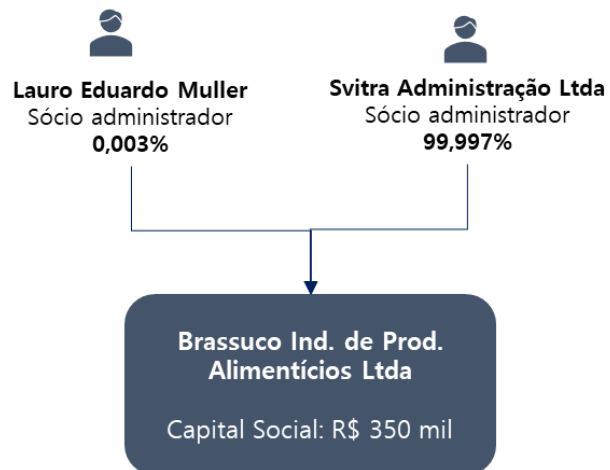 Lauro Eduardo Muller
Sócio administrador
0,003%
Svitra Administração Ltda
Sócio administrador
99,997%
Brassuco Ind. de Prod.
Alimentícios Ltda
Capital Social: R$ 350 mil